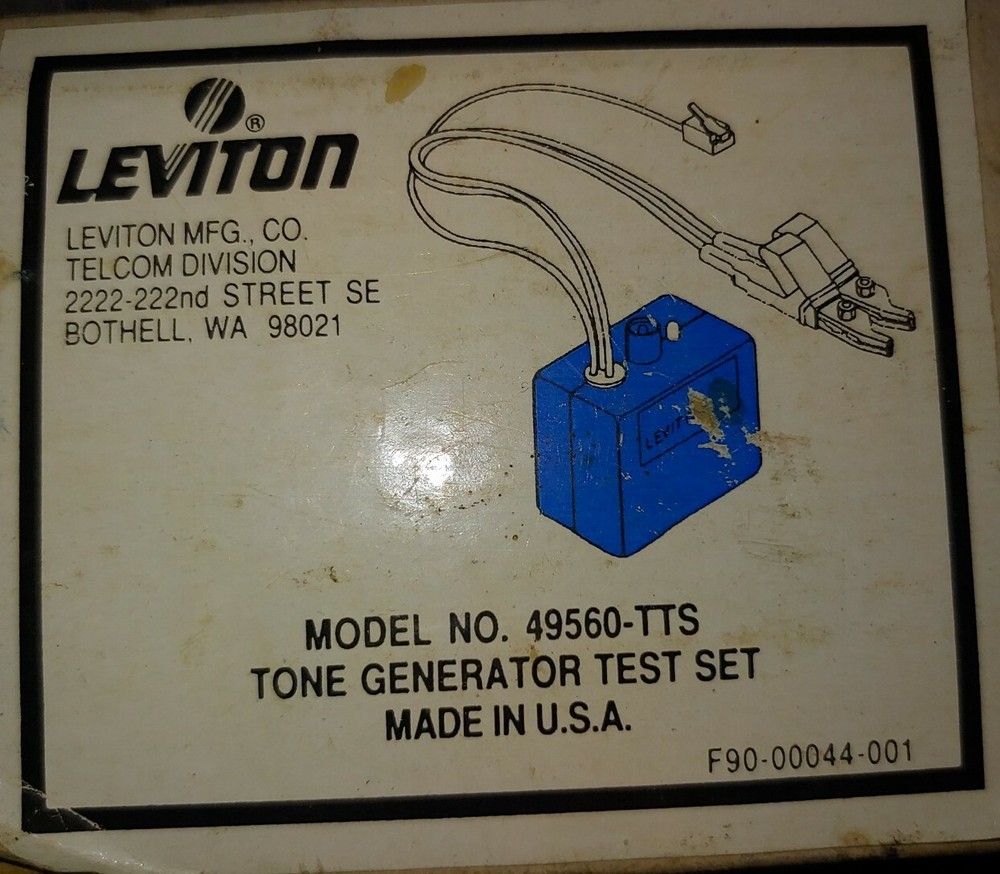 ®
LEVITON
LEVITON MFG., CO.
TELCOM DIVISION
2222-222nd STREET SE
BOTHELL, WA 98021
LEVIT
MODEL NO. 49560-TTS
TONE GENERATOR TEST SET
MADE IN U.S.A.
F90-00044-001